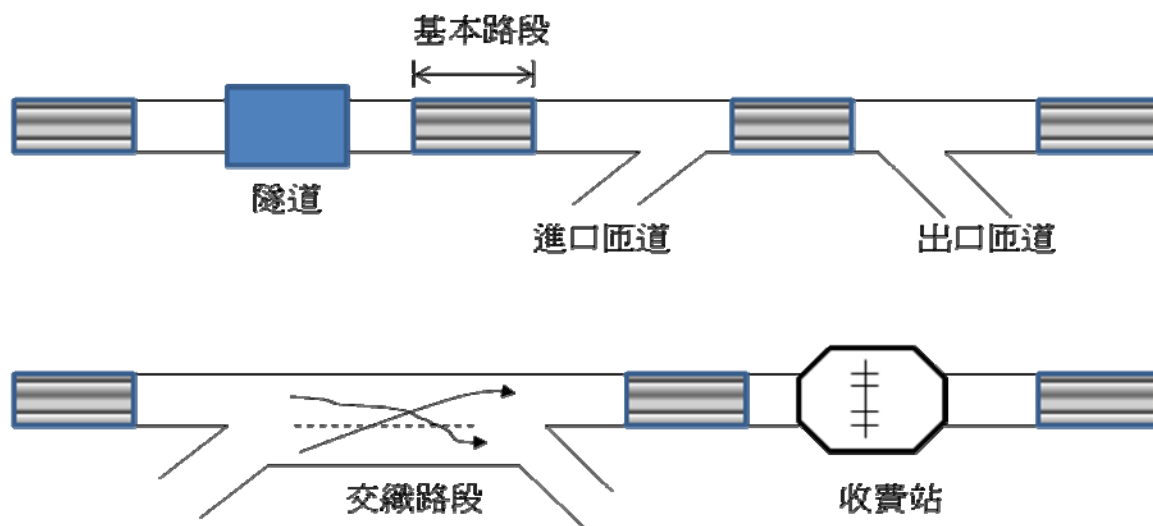 基本路段
隧道
進口匝道
出口匝道
交織路段
收費站